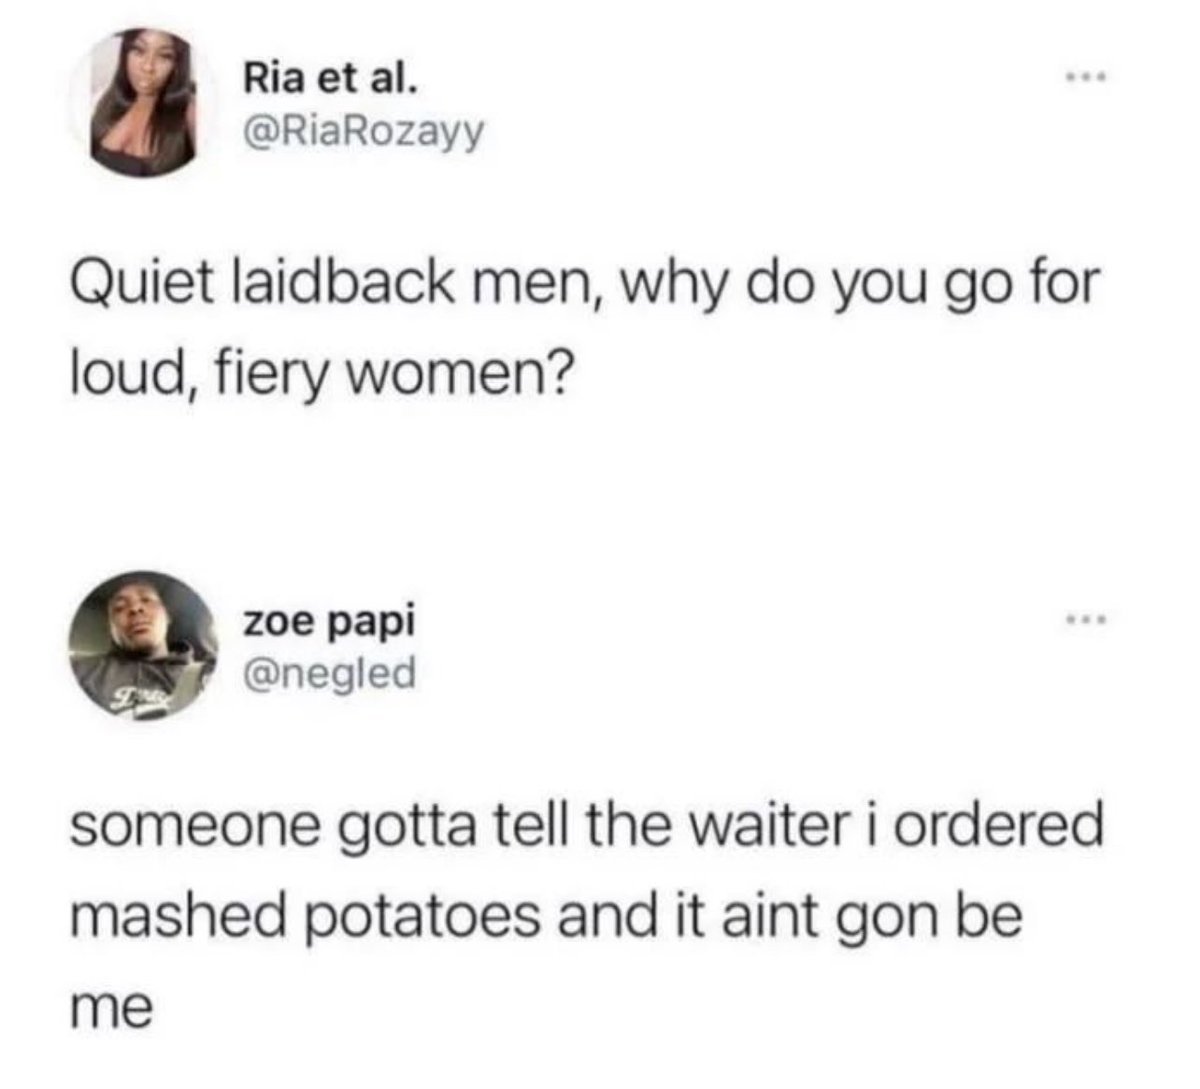 Ria et al.
@RiaRozayy
Quiet laidback men, why do you go for
loud, fiery women?
zoe papi
@negled
someone gotta tell the waiter i ordered
mashed potatoes and it aint gon be
me